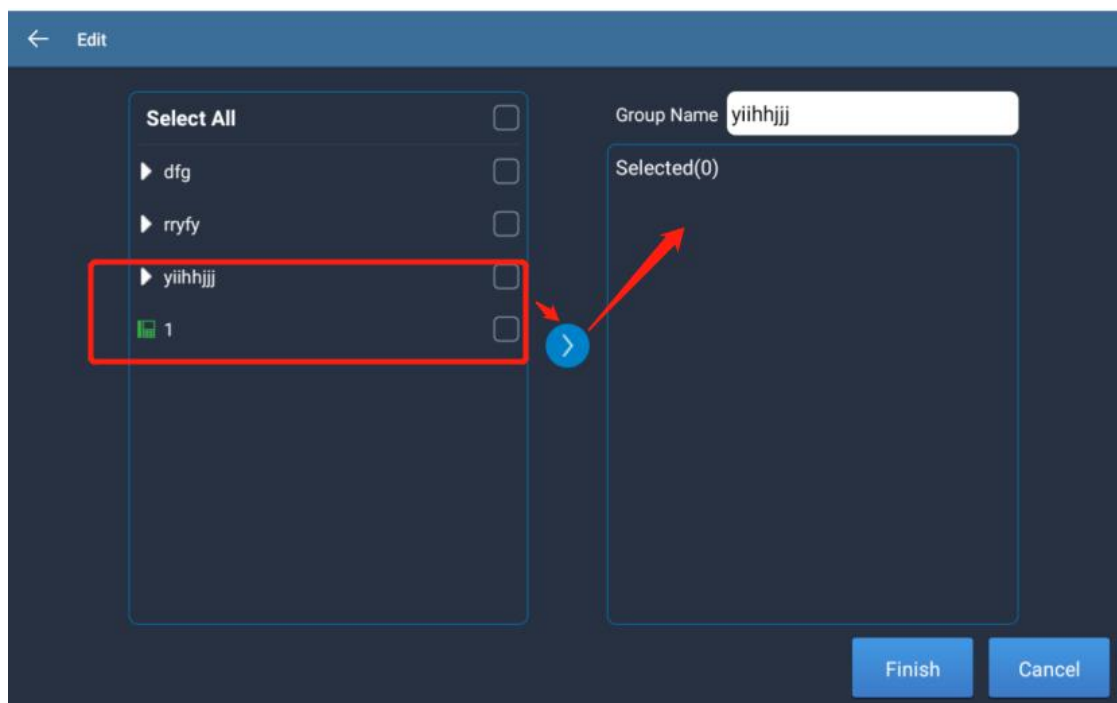 Edit
Select All
dfg
rryfy
yiihhjjj
1
Group Name yiihhjjj
Selected(0)
Finish
Cancel